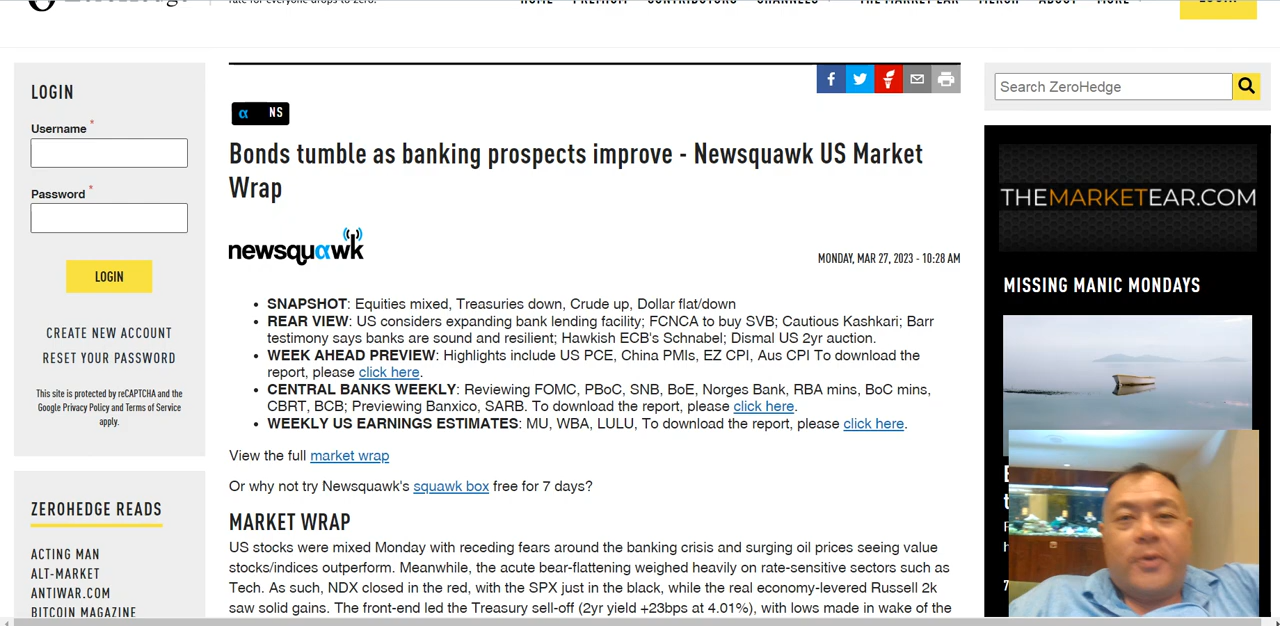 LOGIN
Username *
Password *
LOGIN
CREATE NEW ACCOUNT
RESET YOUR PASSWORD
This site is protected by reCAPTCHA and the
Google Privacy Policy and Terms of Service
apply.
ZEROHEDGE READS
ACTING MAN
ALT-MARKET
ANTIWAR.COM
BITCOIN MAGAZINE
α NS
Bonds tumble as banking prospects improve - Newsquawk US Market
Wrap
newsquαwk
MONDAY, MAR 27, 2023 - 10:28 AM
• SNAPSHOT: Equities mixed, Treasuries down, Crude up, Dollar flat/down
• REAR VIEW: US considers expanding bank lending facility; FCNCA to buy SVB; Cautious Kashkari; Barr
testimony says banks are sound and resilient; Hawkish ECB's Schnabel; Dismal US 2yr auction.
• WEEK AHEAD PREVIEW: Highlights include US PCE, China PMIs, EZ CPI, Aus CPI To download the
report, please click here.
• CENTRAL BANKS WEEKLY: Reviewing FOMC, PBoC, SNB, BoE, Norges Bank, RBA mins, BoC mins,
CBRT, BCB; Previewing Banxico, SARB. To download the report, please click here.
• WEEKLY US EARNINGS ESTIMATES: MU, WBA, LULU, To download the report, please click here.
View the full market wrap
Or why not try Newsquawk's squawk box free for 7 days?
MARKET WRAP
US stocks were mixed Monday with receding fears around the banking crisis and surging oil prices seeing value
stocks/indices outperform. Meanwhile, the acute bear-flattening weighed heavily on rate-sensitive sectors such as
Tech. As such, NDX closed in the red, with the SPX just in the black, while the real economy-levered Russell 2k
saw solid gains. The front-end led the Treasury sell-off (2yr yield +23bps at 4.01%), with lows made in wake of the
Search ZeroHedge
THEMARKETEAR.COM
MISSING MANIC MONDAYS